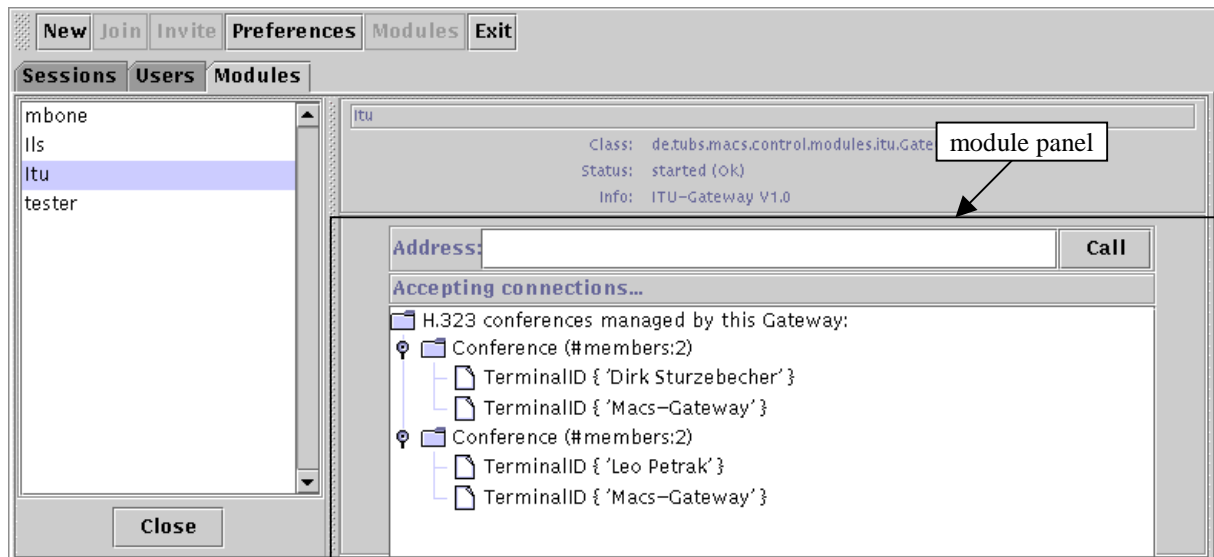 New Join Invite Preferences Modules Exit
Sessions Users Modules
mbone
Ils
Itu
tester
Close
Itu
Class: de.tubs.macs.control.modules.itu.Gate
Status: started (Ok)
Info: ITU-Gateway V1.0
module panel
Address: Call
Accepting connections...
H.323 conferences managed by this Gateway:
Conference (#members:2)
TerminalID { 'Dirk Sturzebecher' }
TerminalID { 'Macs-Gateway' }
Conference (#members:2)
TerminalID { 'Leo Petrak' }
TerminalID { 'Macs-Gateway' }